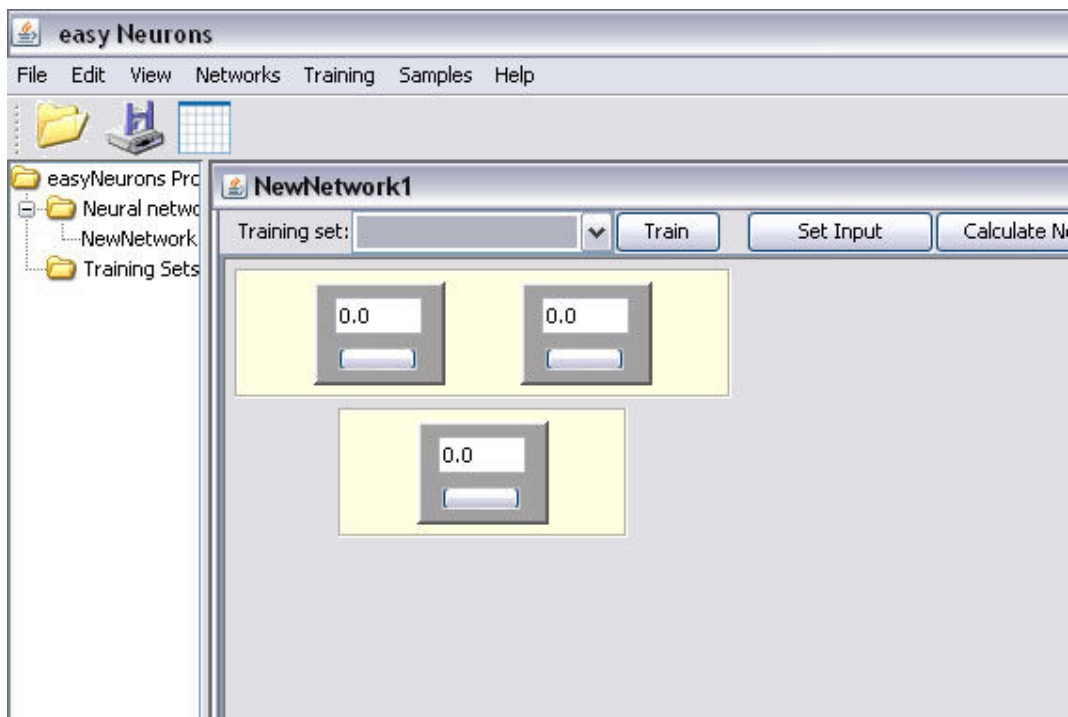 easy Neurons
File Edit View Networks Training Samples Help
easyNeurons Prc
Neural netwo
NewNetwork
Training Sets
NewNetwork1
Training set: Train Set Input Calculate Ne
0.0 0.0
0.0